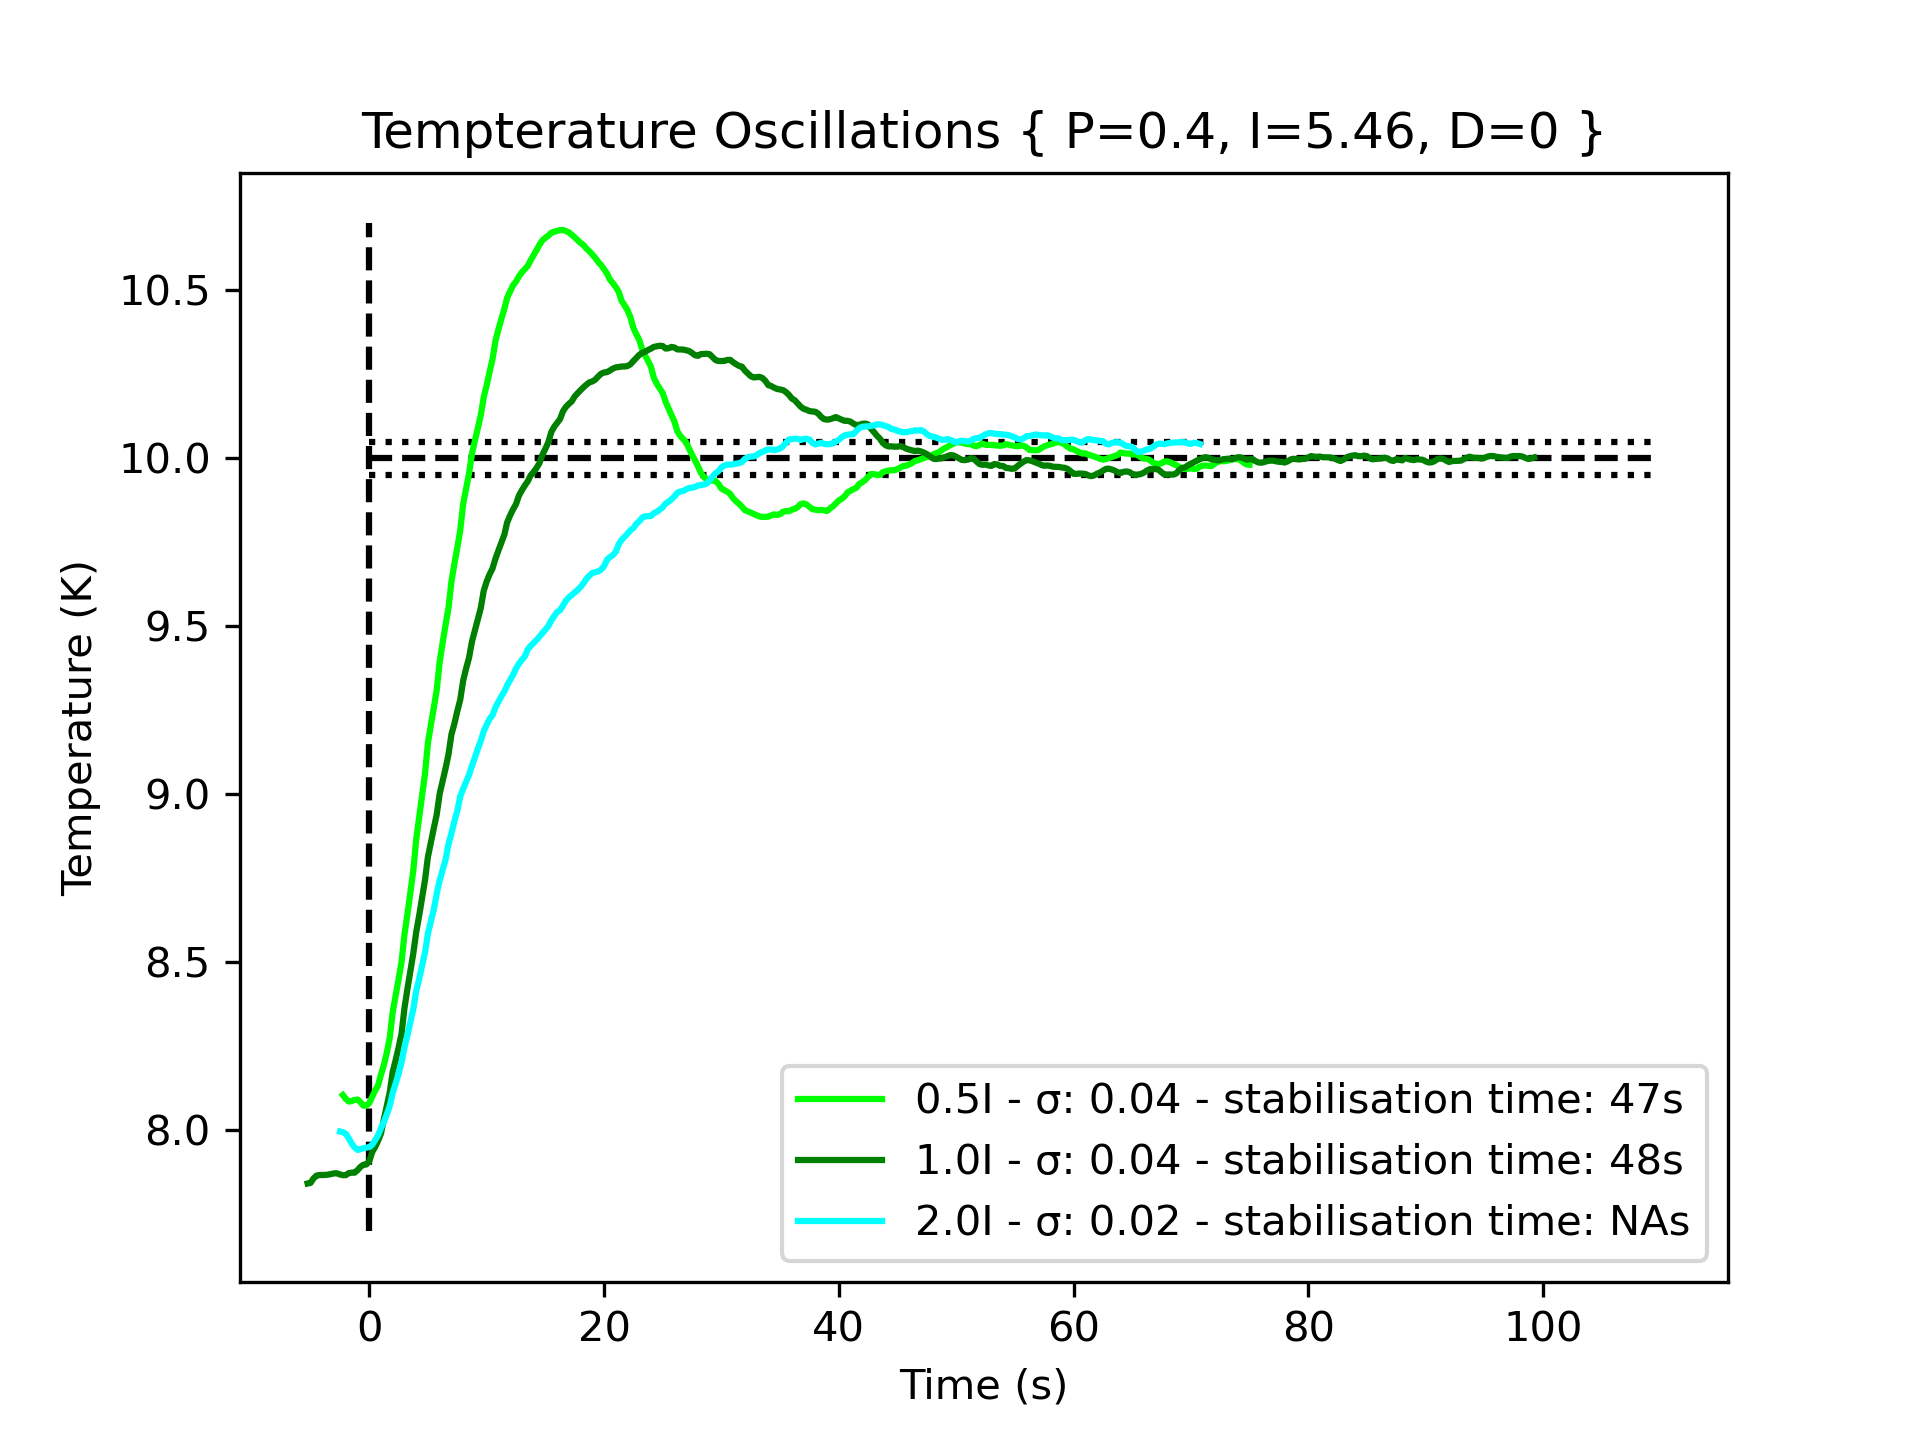 Tempterature Oscillations { P=0.4, I=5.46, D=0 }
Temperature (K)
10.5
10.0
9.5
9.0
8.5
8.0
0.5I - σ: 0.04 - stabilisation time: 47s
1.0I - σ: 0.04 - stabilisation time: 48s
2.0I - σ: 0.02 - stabilisation time: NAs
0 20 40 60 80 100
Time (s)